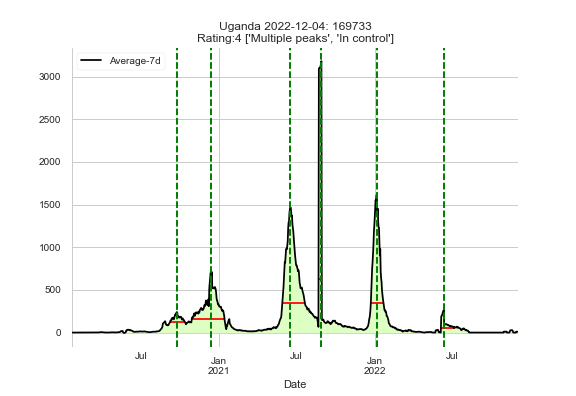 Uganda 2022-12-04: 169733
Rating:4 ['Multiple peaks', 'In control']
Average-7d
3000
2500
2000
1500
1000
500
0
Jul
Jan
2021
Jul
Jan
2022
Jul
Date